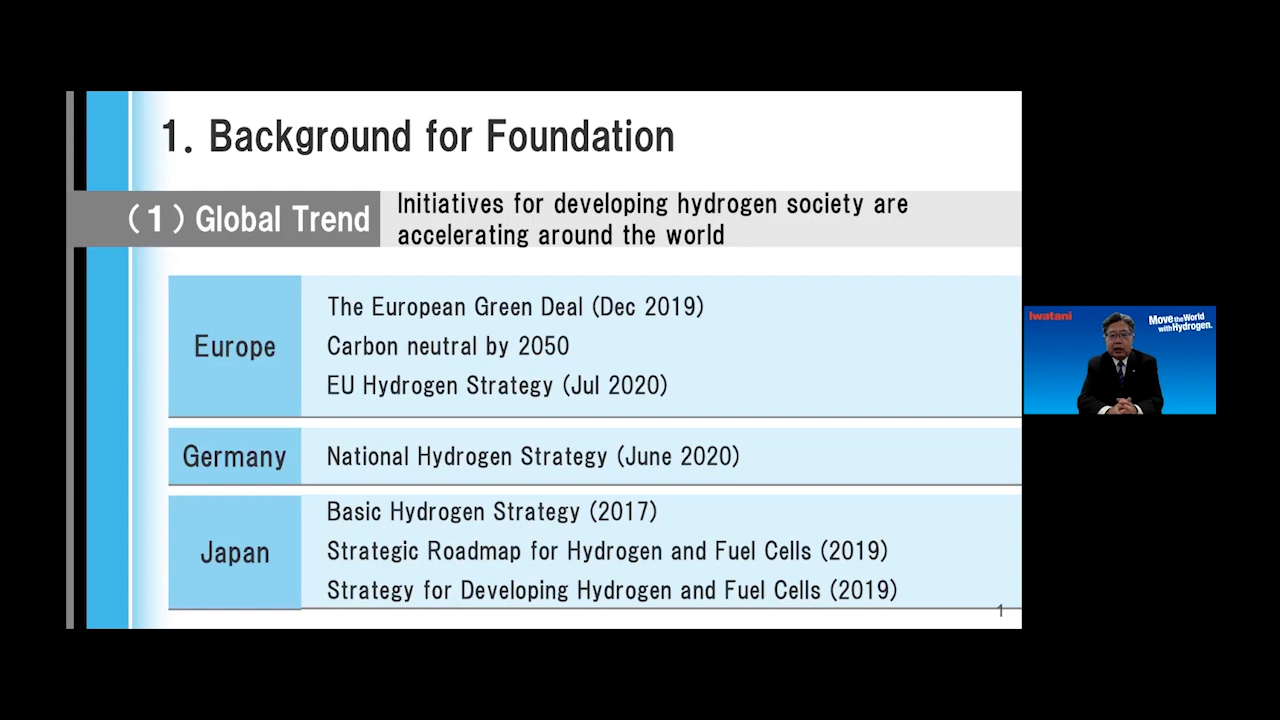 1. Background for Foundation
(1) Global Trend
Initiatives for developing hydrogen society are
accelerating around the world
Europe
The European Green Deal (Dec 2019)
Carbon neutral by 2050
EU Hydrogen Strategy (Jul 2020)
Germany
National Hydrogen Strategy (June 2020)
Japan
Basic Hydrogen Strategy (2017)
Strategic Roadmap for Hydrogen and Fuel Cells (2019)
Strategy for Developing Hydrogen and Fuel Cells (2019)
1
Iwatani
Move the World
with Hydrogen.